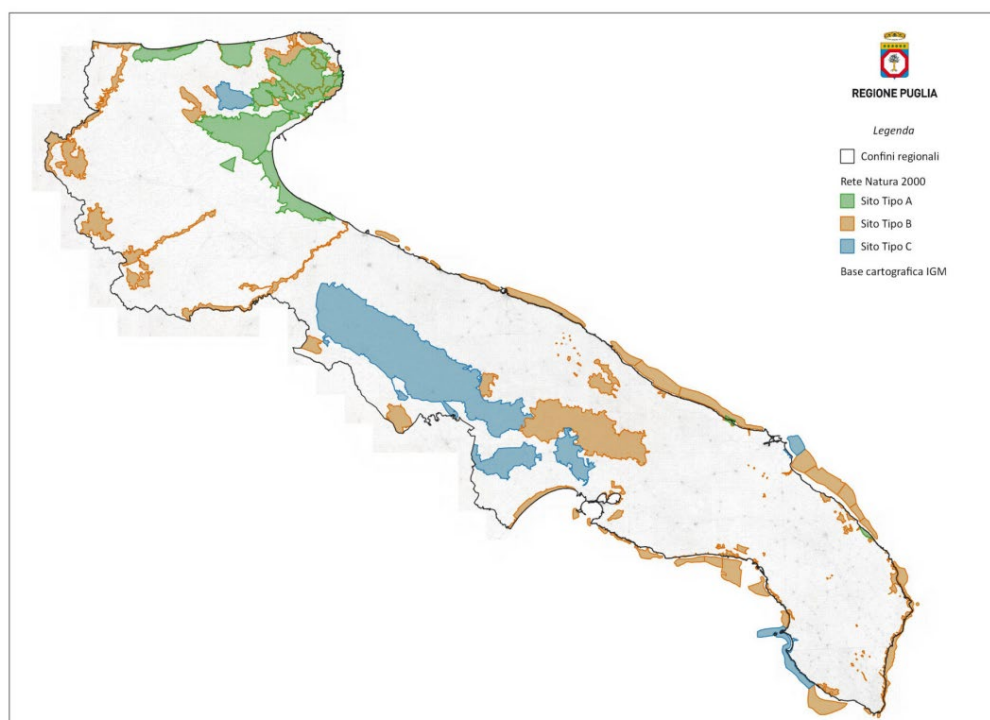 REGIONE PUGLIA
Legenda
Confini regionali
Rete Natura 2000
Sito Tipo A
Sito Tipo B
Sito Tipo C
Base cartografica IGM